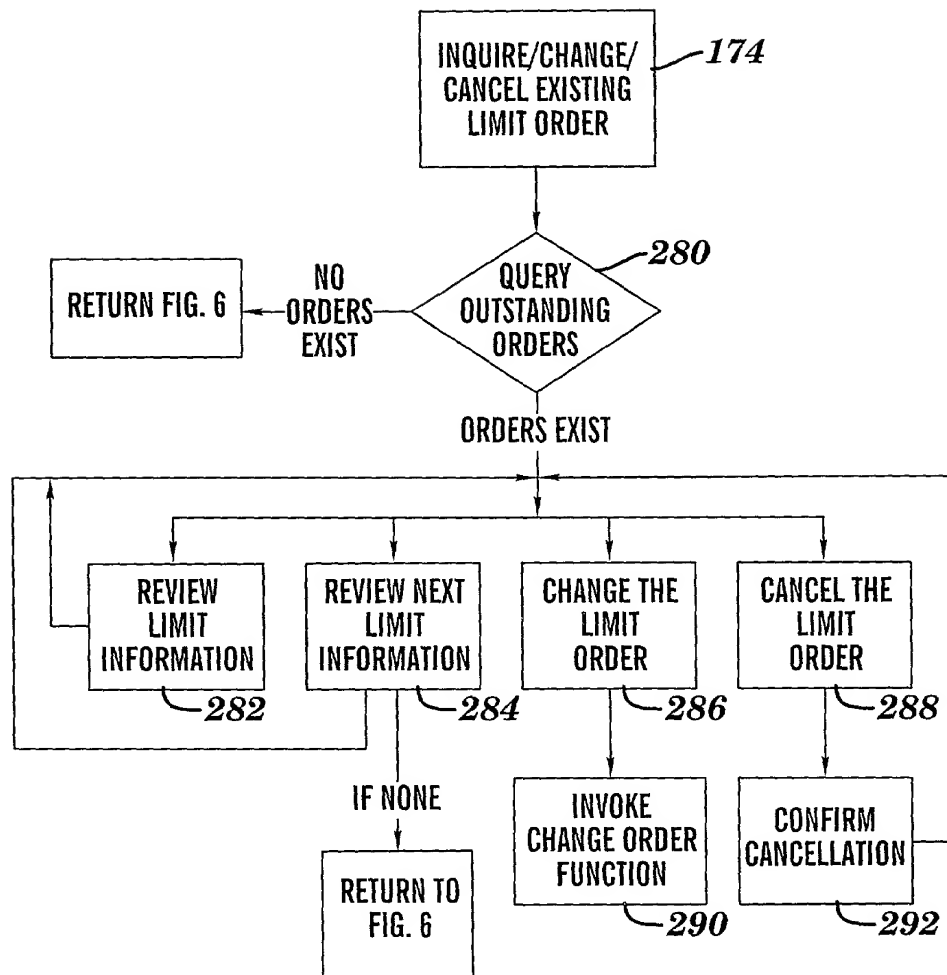 INQUIRE/CHANGE/
CANCEL EXISTING
LIMIT ORDER
174
QUERY
OUTSTANDING
ORDERS
280
NO
ORDERS
EXIST
RETURN FIG. 6
ORDERS EXIST
REVIEW
LIMIT
INFORMATION
282
REVIEW NEXT
LIMIT
INFORMATION
284
CHANGE THE
LIMIT
ORDER
286
CANCEL THE
LIMIT
ORDER
288
IF NONE
RETURN TO
FIG. 6
INVOKE
CHANGE ORDER
FUNCTION
290
CONFIRM
CANCELLATION
292